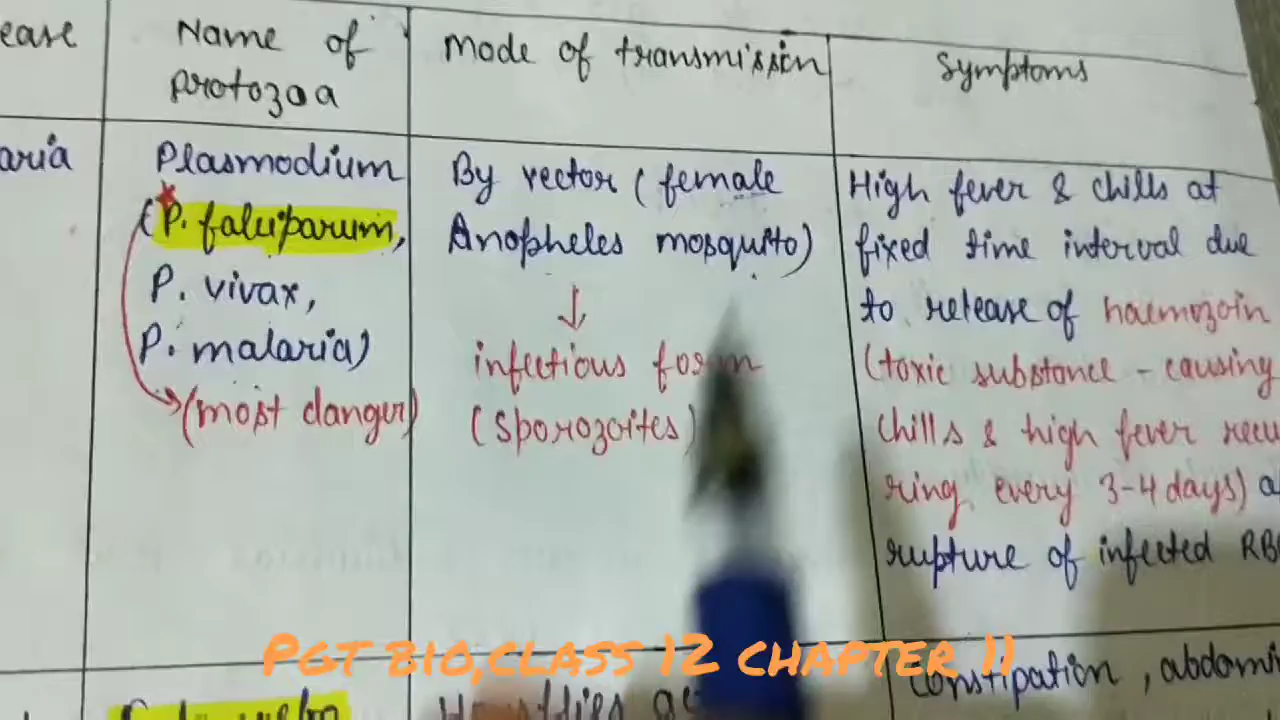 ease
Name of
protozoa
Mode of transmission
Symptoms
aria
Plasmodium
(P. falciparum,
P. vivax,
P. malaria)
(most danger)
By vector (female
Anopheles mosquito)
↓
infectious form
(sporozoites)
High fever & chills at
fixed time interval due
to release of haemozoin
(toxic substance - causing
chills & high fever recu
ring every 3-4 days) a
rupture of infected RB
Pgt bio,class 12 chapter 11
Constipation, abdomi
Houseflies